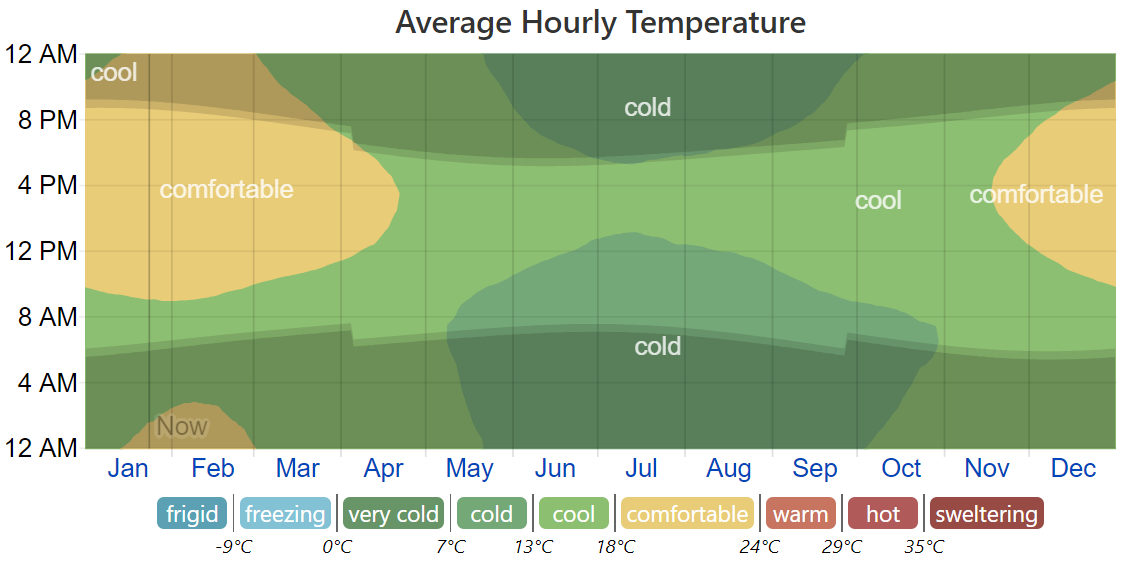 Average Hourly Temperature
12 AM
cool
cold
8 PM
4 PM
comfortable
cool
comfortable
12 PM
8 AM
cold
4 AM
Now
12 AM
Jan Feb Mar Apr May Jun Jul Aug Sep Oct Nov Dec
frigid freezing very cold cold cool comfortable warm hot sweltering
-9°C 0°C 7°C 13°C 18°C 24°C 29°C 35°C